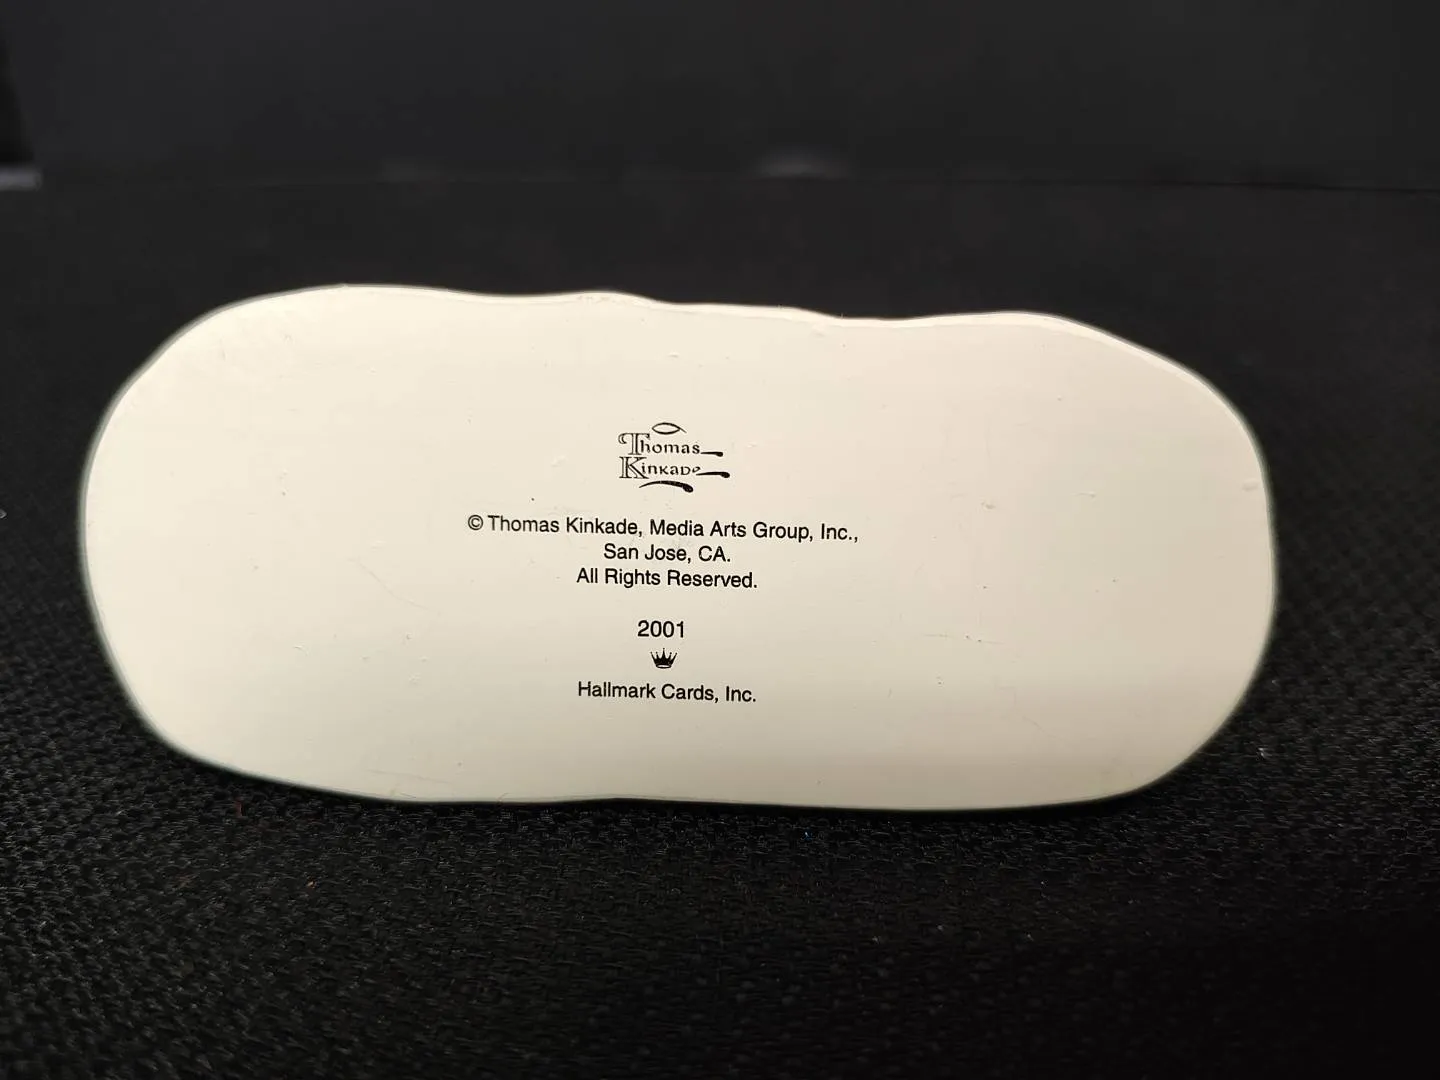 Thomas
Kinkade
© Thomas Kinkade, Media Arts Group, Inc.,
San Jose, CA.
All Rights Reserved.
2001
Hallmark Cards, Inc.